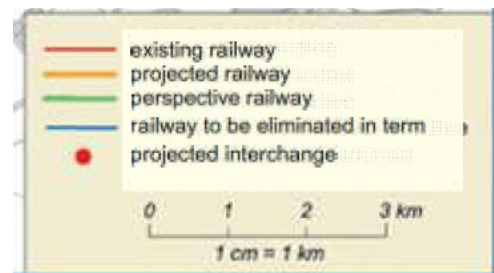 existing railway
projected railway
perspective railway
railway to be eliminated in term
projected interchange
0 1 2 3 km
1 cm = 1 km